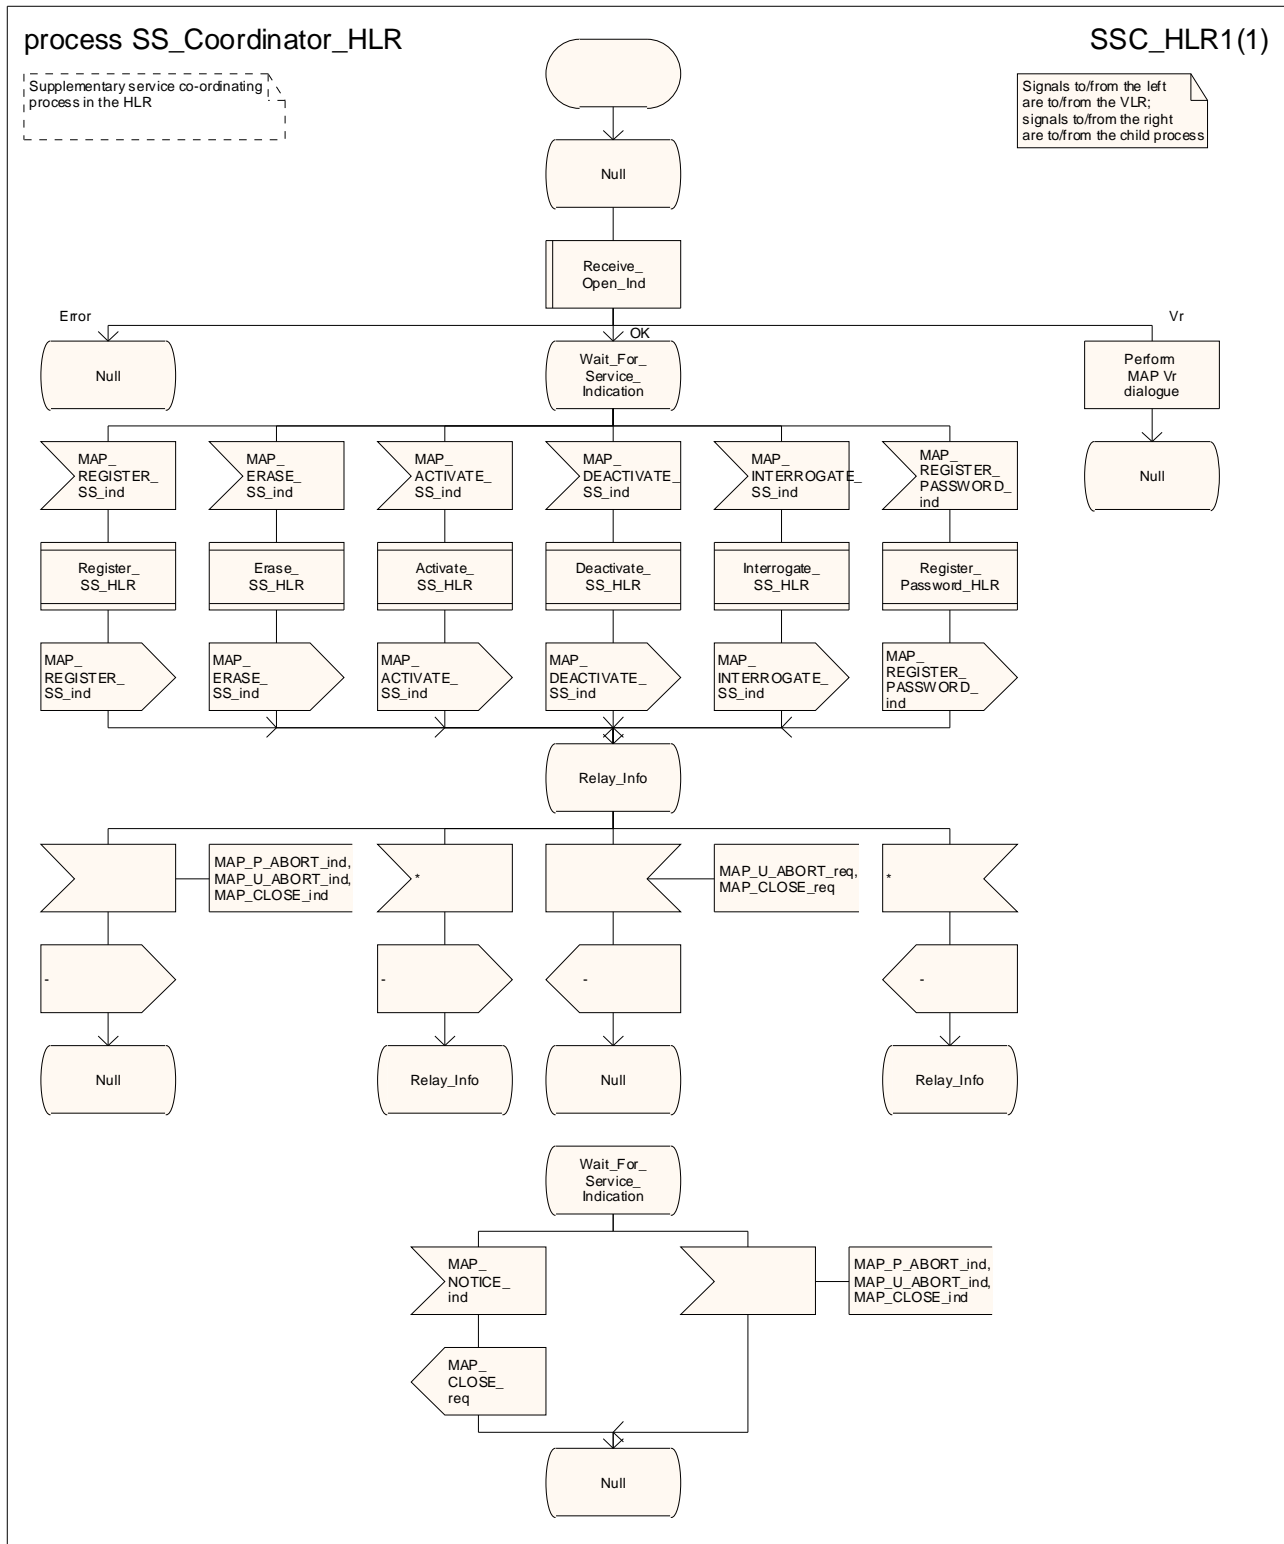 process SS_Coordinator_HLR
SSC_HLR1(1)
Supplementary service co-ordinating
process in the HLR
Signals to/from the left
are to/from the VLR;
signals to/from the right
are to/from the child process
Null
Receive_
Open_Ind
Error
OK
Vr
Null
Wait_For_
Service_
Indication
Perform
MAP Vr
dialogue
MAP_
REGISTER_
SS_ind
MAP_
ERASE_
SS_ind
MAP_
ACTIVATE_
SS_ind
MAP_
DEACTIVATE_
SS_ind
MAP_
INTERROGATE_
SS_ind
MAP_
REGISTER_
PASSWORD_
ind
Null
Register_
SS_HLR
Erase_
SS_HLR
Activate_
SS_HLR
Deactivate_
SS_HLR
Interrogate_
SS_HLR
Register_
Password_HLR
MAP_
REGISTER_
SS_ind
MAP_
ERASE_
SS_ind
MAP_
ACTIVATE_
SS_ind
MAP_
DEACTIVATE_
SS_ind
MAP_
INTERROGATE_
SS_ind
MAP_
REGISTER_
PASSWORD_
ind
Relay_Info
MAP_P_ABORT_ind,
MAP_U_ABORT_ind,
MAP_CLOSE_ind
*
MAP_U_ABORT_req,
MAP_CLOSE_req
*
-
-
-
-
Null
Relay_Info
Null
Relay_Info
Wait_For_
Service_
Indication
MAP_
NOTICE_
ind
MAP_P_ABORT_ind,
MAP_U_ABORT_ind,
MAP_CLOSE_ind
MAP_
CLOSE_
req
Null